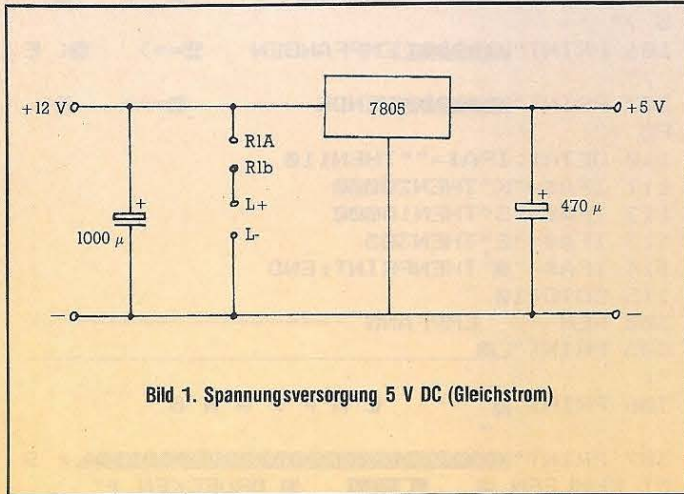 7805
+12 V
+5 V
R1A
R1b
+
L+
+
1000 μ
470 μ
L-
−
−
Bild 1. Spannungsversorgung 5 V DC (Gleichstrom)